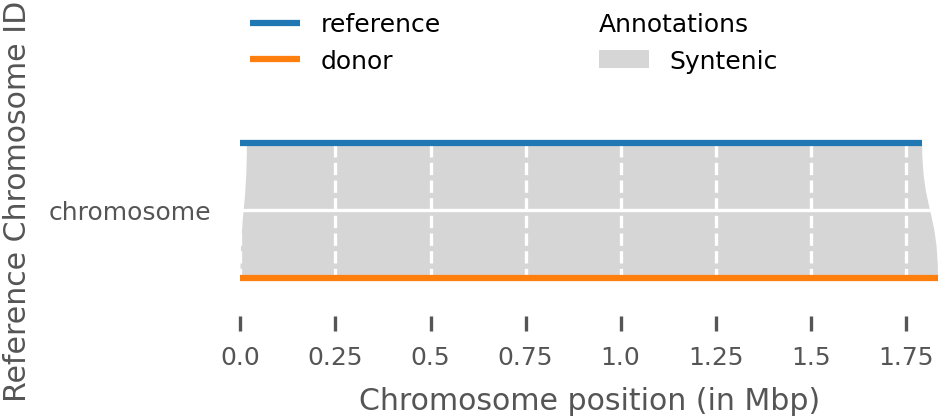 reference
donor
Annotations
Syntenic
Reference Chromosome ID
chromosome
0.0 0.25 0.5 0.75 1.0 1.25 1.5 1.75
Chromosome position (in Mbp)